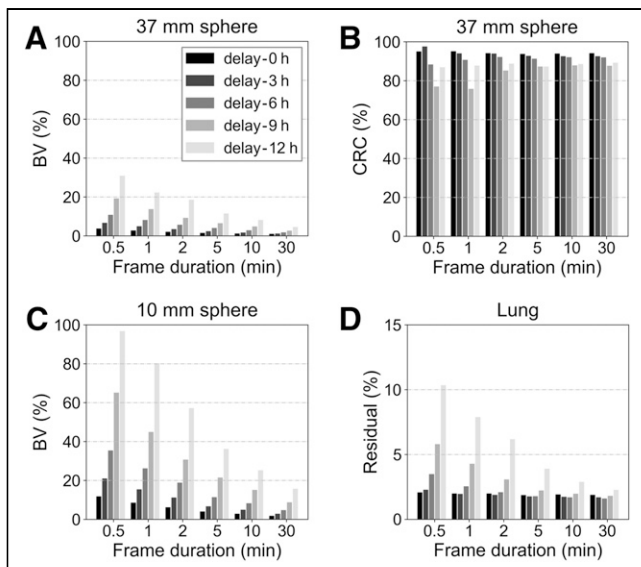 A
37 mm sphere
BV (%)
100
80
60
40
20
0
delay-0 h
delay-3 h
delay-6 h
delay-9 h
delay-12 h
0.5 1 2 5 10 30
Frame duration (min)
B
37 mm sphere
CRC (%)
100
80
60
40
20
0
0.5 1 2 5 10 30
Frame duration (min)
C
10 mm sphere
BV (%)
100
80
60
40
20
0
0.5 1 2 5 10 30
Frame duration (min)
D
Lung
Residual (%)
15
10
5
0
0.5 1 2 5 10 30
Frame duration (min)